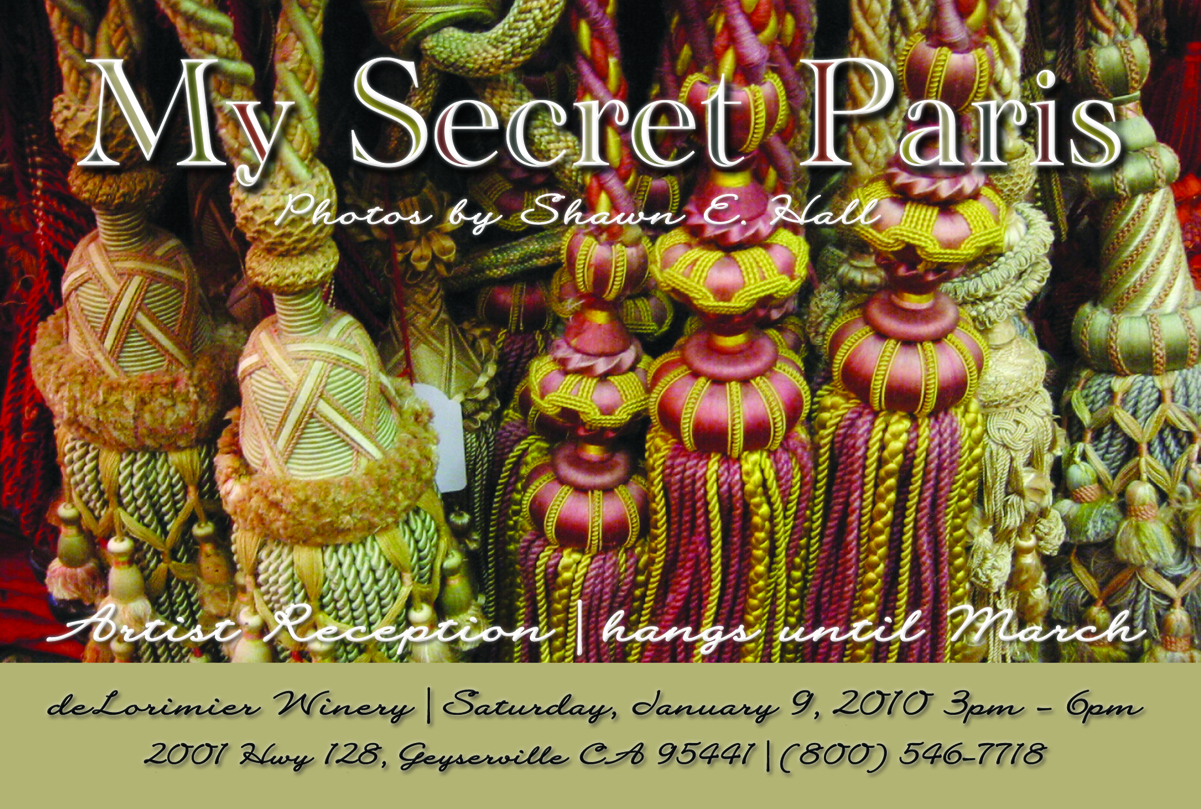 My Secret Paris
Photos by Shawn E. Hall
Artist Reception | hangs until March
deLorimier Winery | Saturday, January 9, 2010 3pm - 6pm
2001 Hwy 128, Geyserville CA 95441 | (800) 546-7718